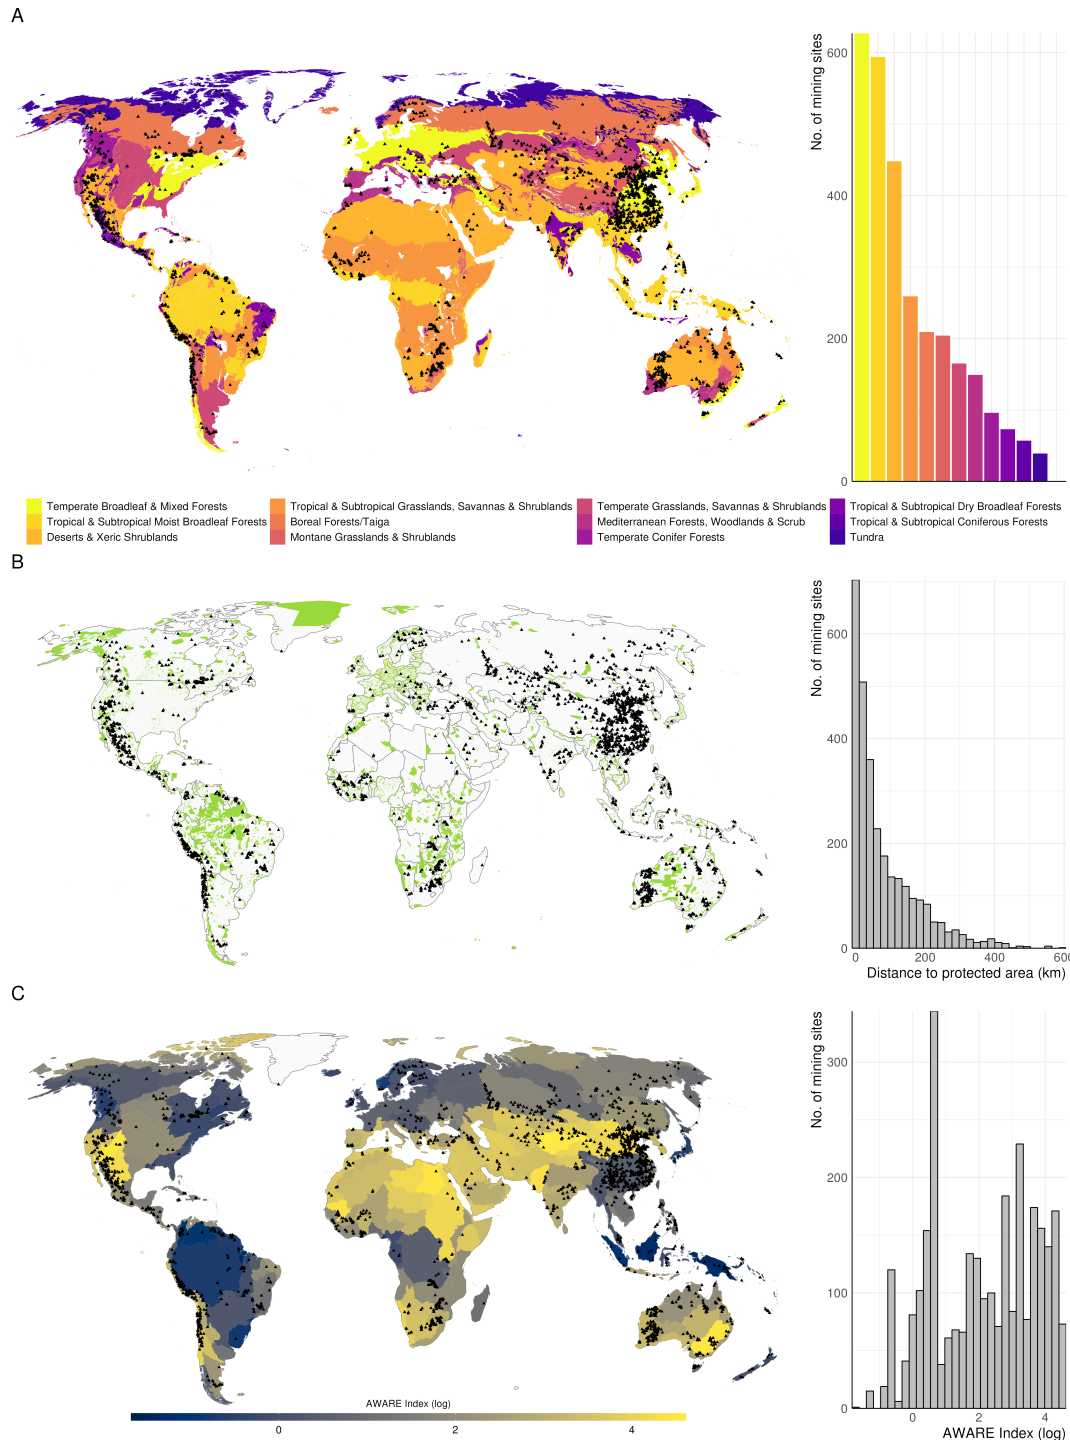 A
No. of mining sites
600
400
200
0
Temperate Broadleaf & Mixed Forests
Tropical & Subtropical Moist Broadleaf Forests
Deserts & Xeric Shrublands
Tropical & Subtropical Grasslands, Savannas & Shrublands
Boreal Forests/Taiga
Montane Grasslands & Shrublands
Temperate Grasslands, Savannas & Shrublands
Mediterranean Forests, Woodlands & Scrub
Temperate Conifer Forests
Tropical & Subtropical Dry Broadleaf Forests
Tropical & Subtropical Coniferous Forests
Tundra
B
No. of mining sites
600
400
200
0
0 200 400 600
Distance to protected area (km)
C
No. of mining sites
300
200
100
0
0 2 4
AWARE Index (log)
AWARE Index (log)
0 2 4